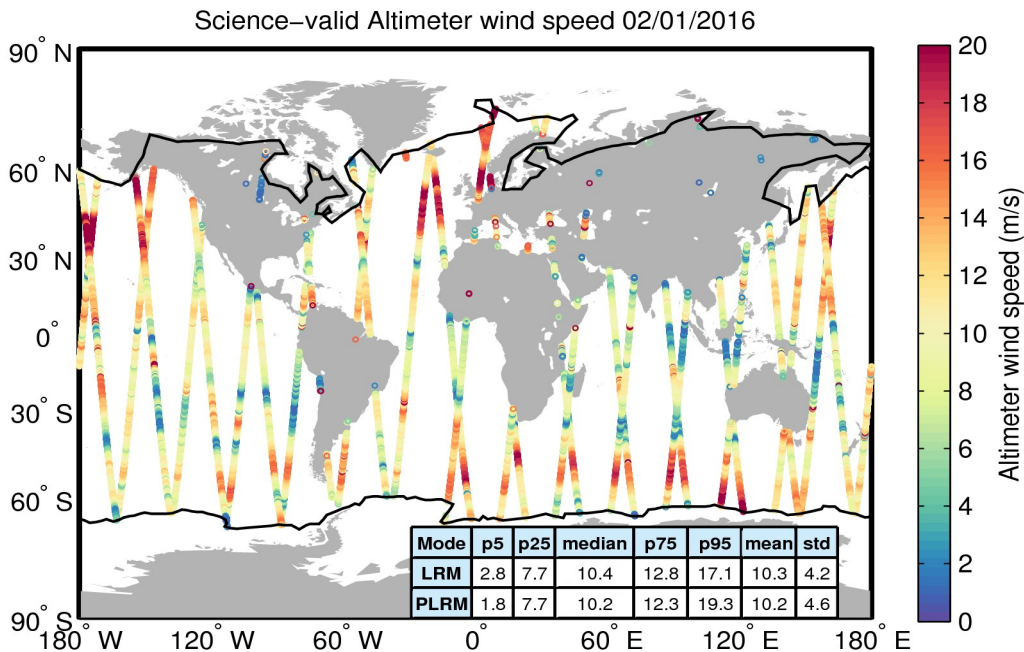 Science−valid Altimeter wind speed 02/01/2016
90° N
60° N
30° N
0°
30° S
60° S
90° S
180° W
120° W
60° W
0°
60° E
120° E
180° E
Mode p5 p25 median p75 p95 mean std
LRM 2.8 7.7 10.4 12.8 17.1 10.3 4.2
PLRM 1.8 7.7 10.2 12.3 19.3 10.2 4.6
20
18
16
14
12
10
8
6
4
2
0
Altimeter wind speed (m/s)